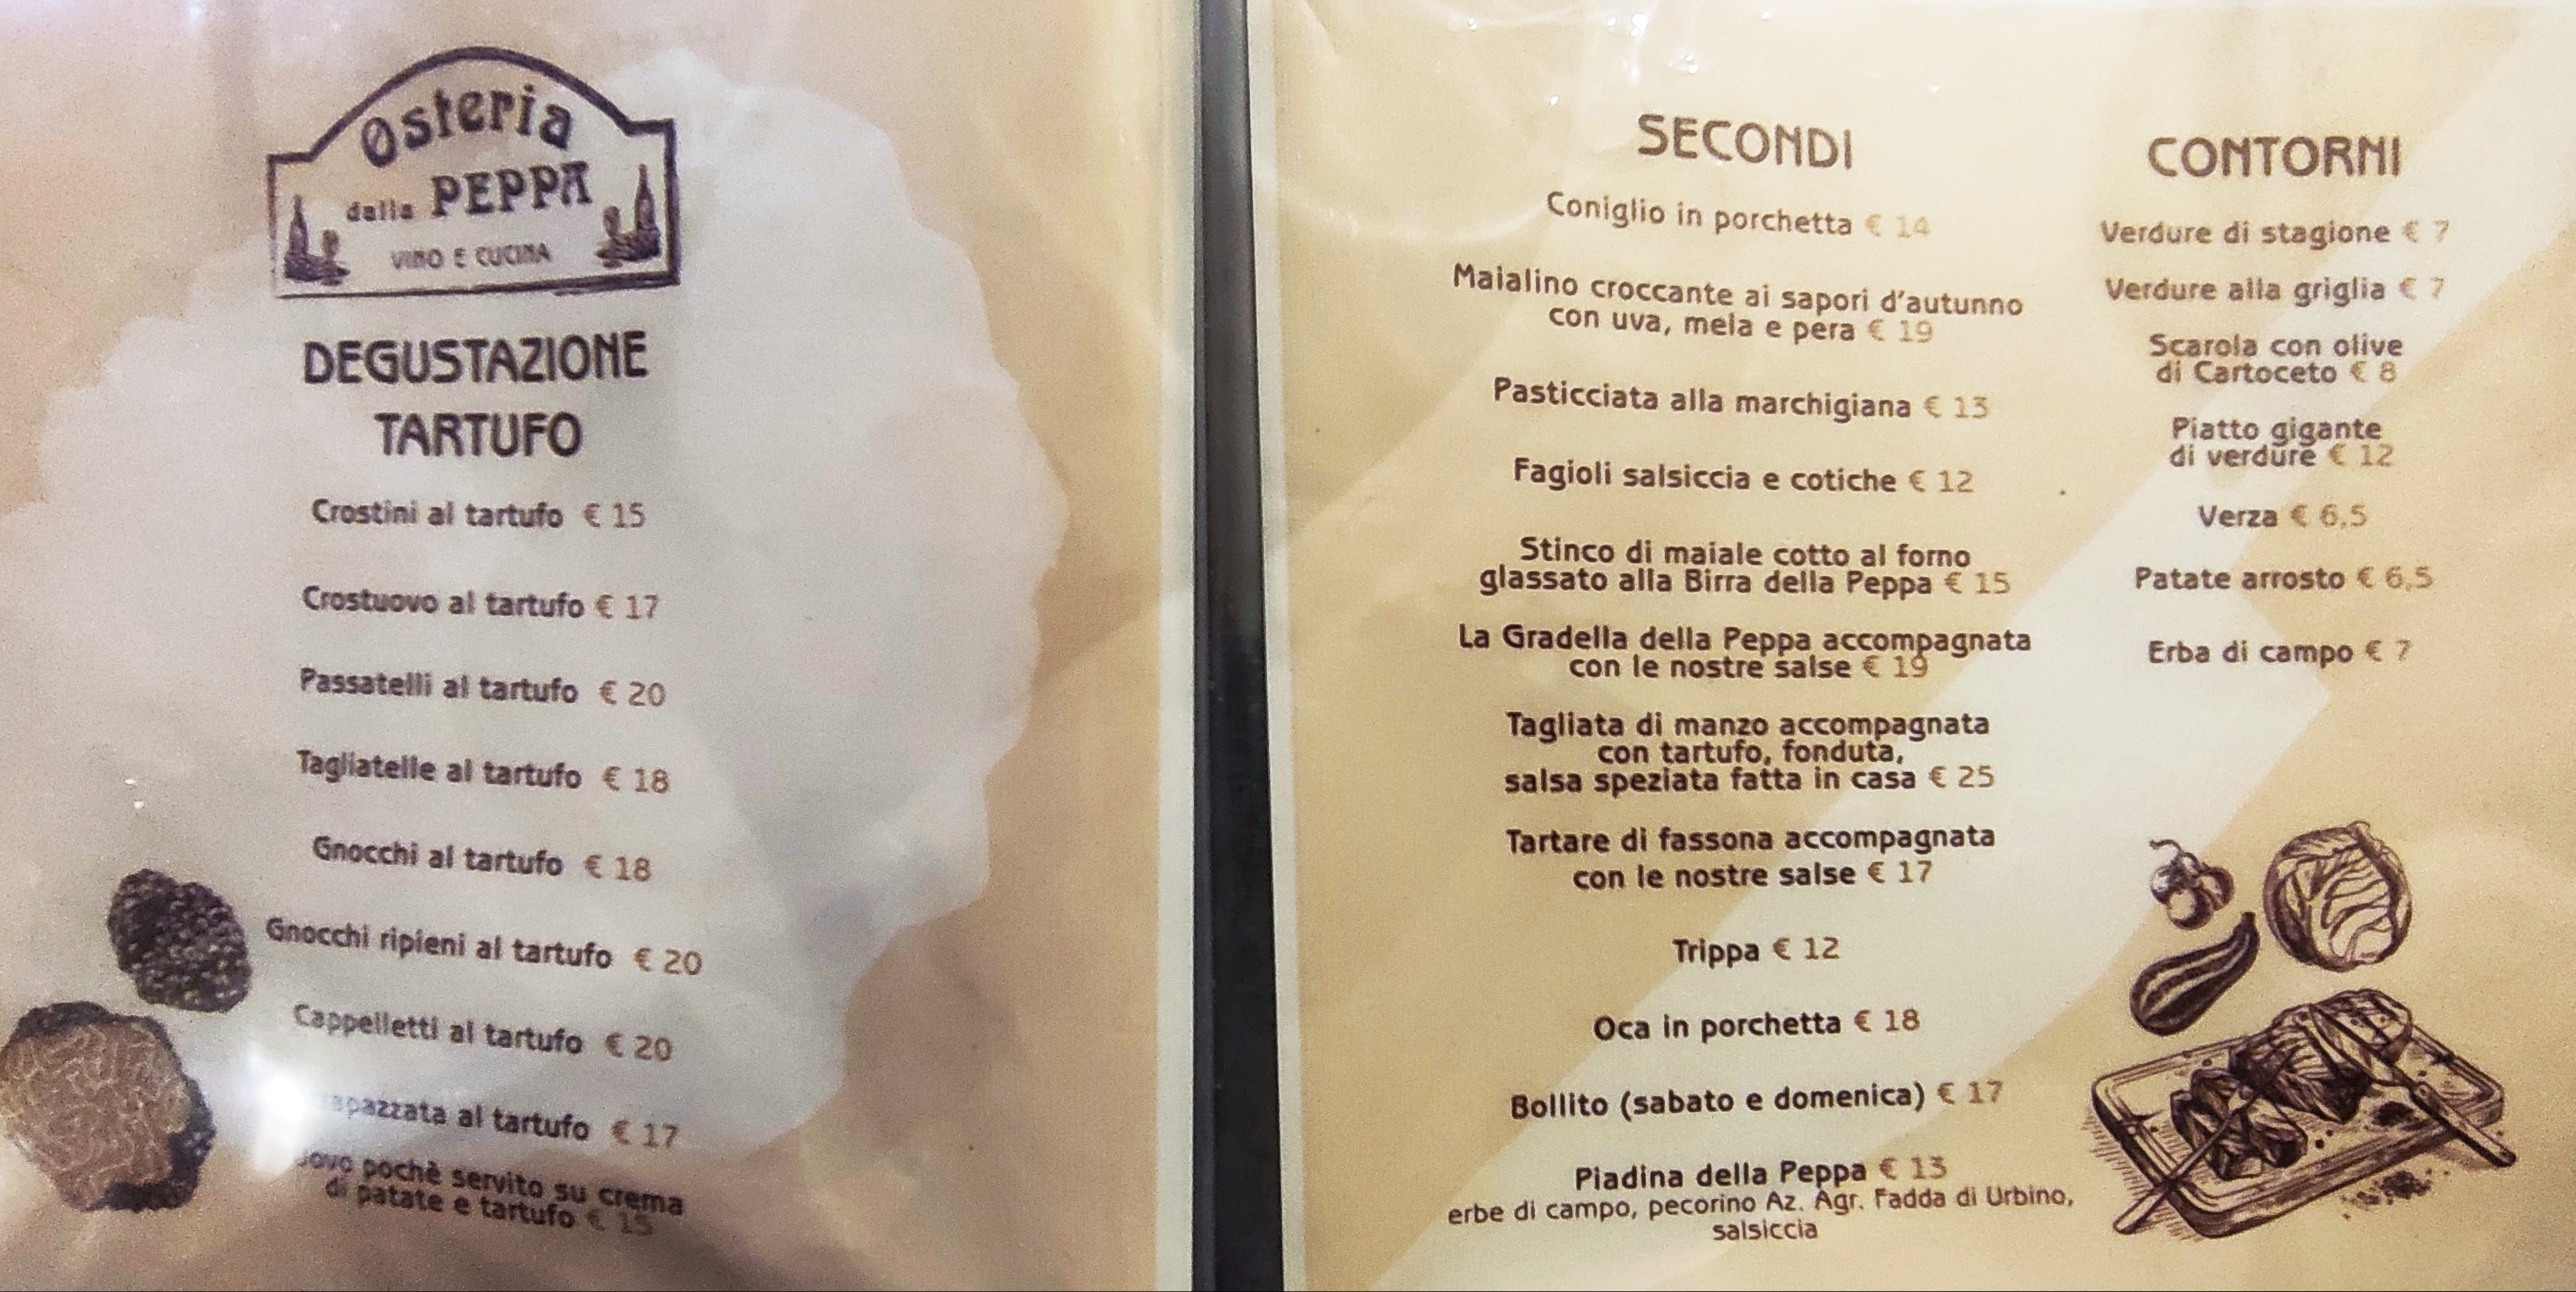 Osteria
dalla PEPPA
VINO E CUCINA
DEGUSTAZIONE
TARTUFO
Crostini al tartufo € 15
Crostuovo al tartufo € 17
Passatelli al tartufo € 20
Tagliatelle al tartufo € 18
Gnocchi al tartufo € 18
Gnocchi ripieni al tartufo € 20
Cappelletti al tartufo € 20
al tartufo € 17
pochè servito su crema
di patate e tartufo € 15
SECONDI
Coniglio in porchetta € 14
Maialino croccante ai sapori d'autunno
con uva, mela e pera € 19
Pasticciata alla marchigiana € 13
Fagioli salsiccia e cotiche € 12
Stinco di maiale cotto al forno
glassato alla Birra della Peppa € 15
La Gradella della Peppa accompagnata
con le nostre salse € 19
Tagliata di manzo accompagnata
con tartufo, fonduta,
salsa speziata fatta in casa € 25
Tartare di fassona accompagnata
con le nostre salse € 17
Trippa € 12
Oca in porchetta € 18
Bollito (sabato e domenica) € 17
Piadina della Peppa € 13
erbe di campo, pecorino Az. Agr. Fadda di Urbino,
salsiccia
CONTORNI
Verdure di stagione € 7
Verdure alla griglia € 7
Scarola con olive
di Cartoceto € 8
Piatto gigante
di verdure € 12
Verza € 6,5
Patate arrosto € 6,5
Erba di campo € 7